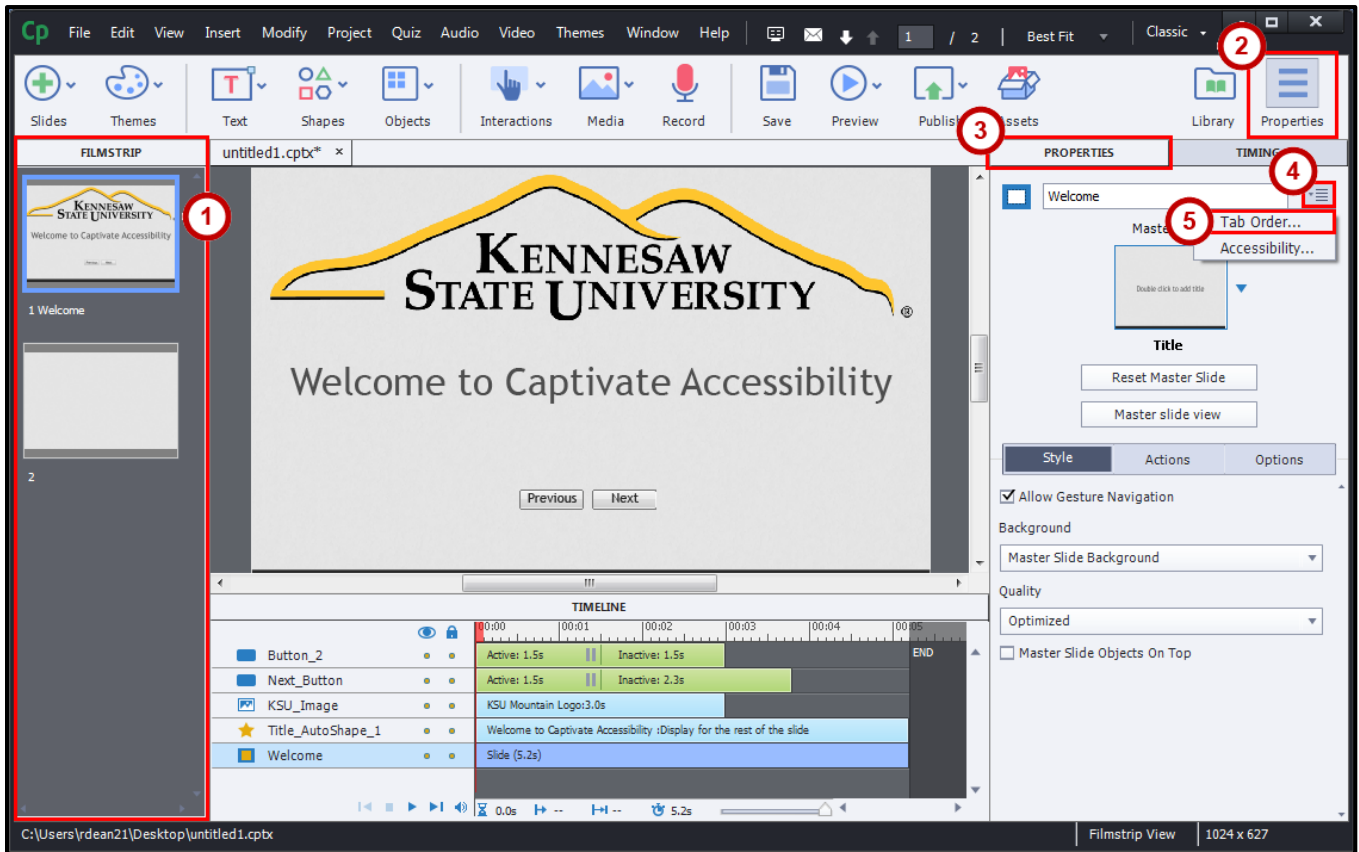 Cp File Edit View Insert Modify Project Quiz Audio Video Themes Window Help 1 / 2 Best Fit Classic
2
Slides Themes Text Shapes Objects Interactions Media Record Save Preview Publish Assets Library Properties
3
FILMSTRIP untitled1.cptx* × PROPERTIES TIMING
4
KENNESAW
STATE UNIVERSITY
Welcome to Captivate Accessibility
1
1 Welcome
2
KENNESAW
STATE UNIVERSITY ®
Welcome to Captivate Accessibility
Previous Next
Welcome
5
Tab Order...
Accessibility...
Double click to add title
Title
Reset Master Slide
Master slide view
Style Actions Options
Allow Gesture Navigation
Background
Master Slide Background
Quality
Optimized
Master Slide Objects On Top
TIMELINE
00:00 00:01 00:02 00:03 00:04 00:05
Button_2 Active: 1.5s Inactive: 1.5s END
Next_Button Active: 1.5s Inactive: 2.3s
KSU_Image KSU Mountain Logo:3.0s
Title_AutoShape_1 Welcome to Captivate Accessibility :Display for the rest of the slide
Welcome Slide (5.2s)
0.0s -- -- 5.2s
C:\Users\rdean21\Desktop\untitled1.cptx Filmstrip View 1024 x 627